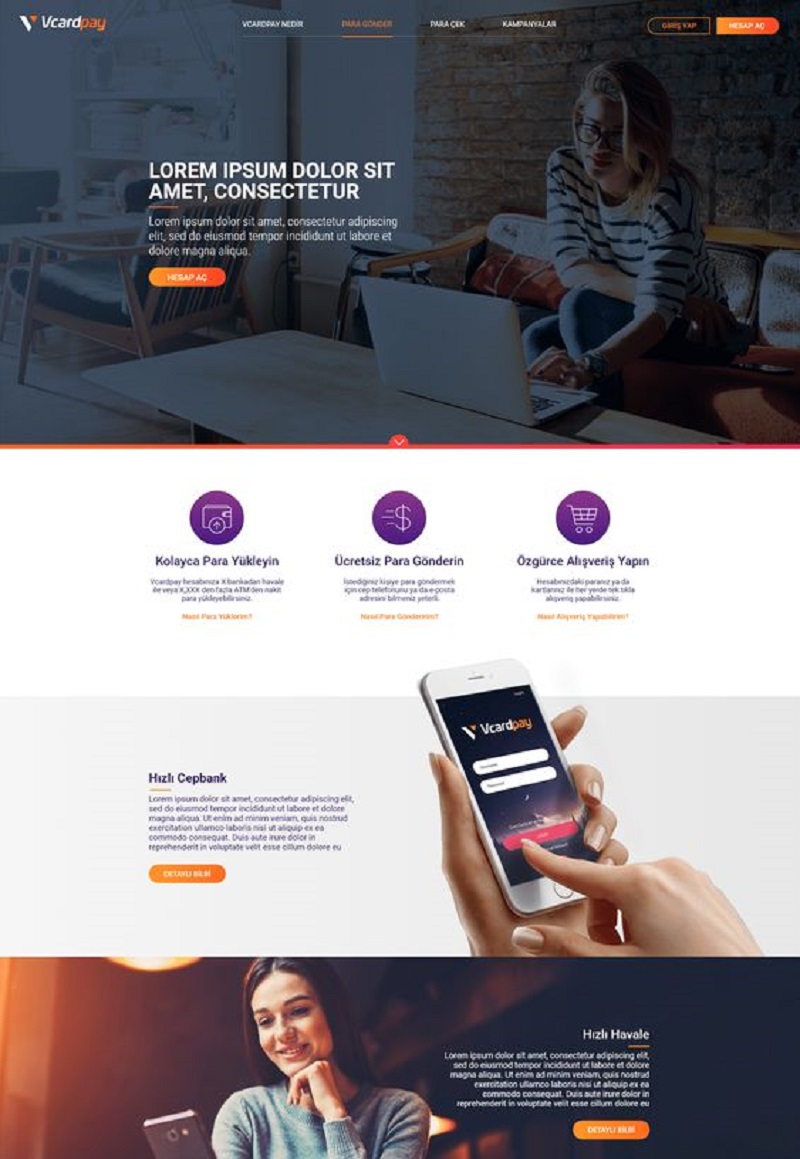 Vcardpay
VCARDPAY NEDİR
PARA GÖNDER
PARA ÇEK
KAMPANYALAR
GİRİŞ YAP
HESAP AÇ
LOREM IPSUM DOLOR SIT
AMET, CONSECTETUR
Lorem ipsum dolor sit amet, consectetur adipiscing
elit, sed do eiusmod tempor incididunt ut labore et
dolore magna aliqua.
HESAP AÇ
Kolayca Para Yükleyin
Vcardpay hesabınıza X bankadan havale
ile veya X,XXX den fazla ATM'den nakit
para yükleyebilirsiniz.
Nasıl Para Yüklerim?
Ücretsiz Para Gönderin
İstediğiniz kişiye para göndermek
için cep telefonunu ya da e-posta
adresini bilmeniz yeterli.
Nasıl Para Gönderirim?
Özgürce Alışveriş Yapın
Hesabınızdaki paranız ya da
kartlarınız ile her yerde tek tıkla
alışveriş yapabilirsiniz.
Nasıl Alışveriş Yapabilirim?
Vcardpay
Hızlı Cepbank
Lorem ipsum dolor sit amet, consectetur adipiscing elit,
sed do eiusmod tempor incididunt ut labore et dolore
magna aliqua. Ut enim ad minim veniam, quis nostrud
exercitation ullamco laboris nisi ut aliquip ex ea
commodo consequat. Duis aute irure dolor in
reprehenderit in voluptate velit esse cillum dolore eu
DETAYLI BİLGİ
Hızlı Havale
Lorem ipsum dolor sit amet, consectetur adipiscing elit,
sed do eiusmod tempor incididunt ut labore et dolore
magna aliqua. Ut enim ad minim veniam, quis nostrud
exercitation ullamco laboris nisi ut aliquip ex ea
commodo consequat. Duis aute irure dolor in
reprehenderit in voluptate velit esse cillum dolore eu
DETAYLI BİLGİ